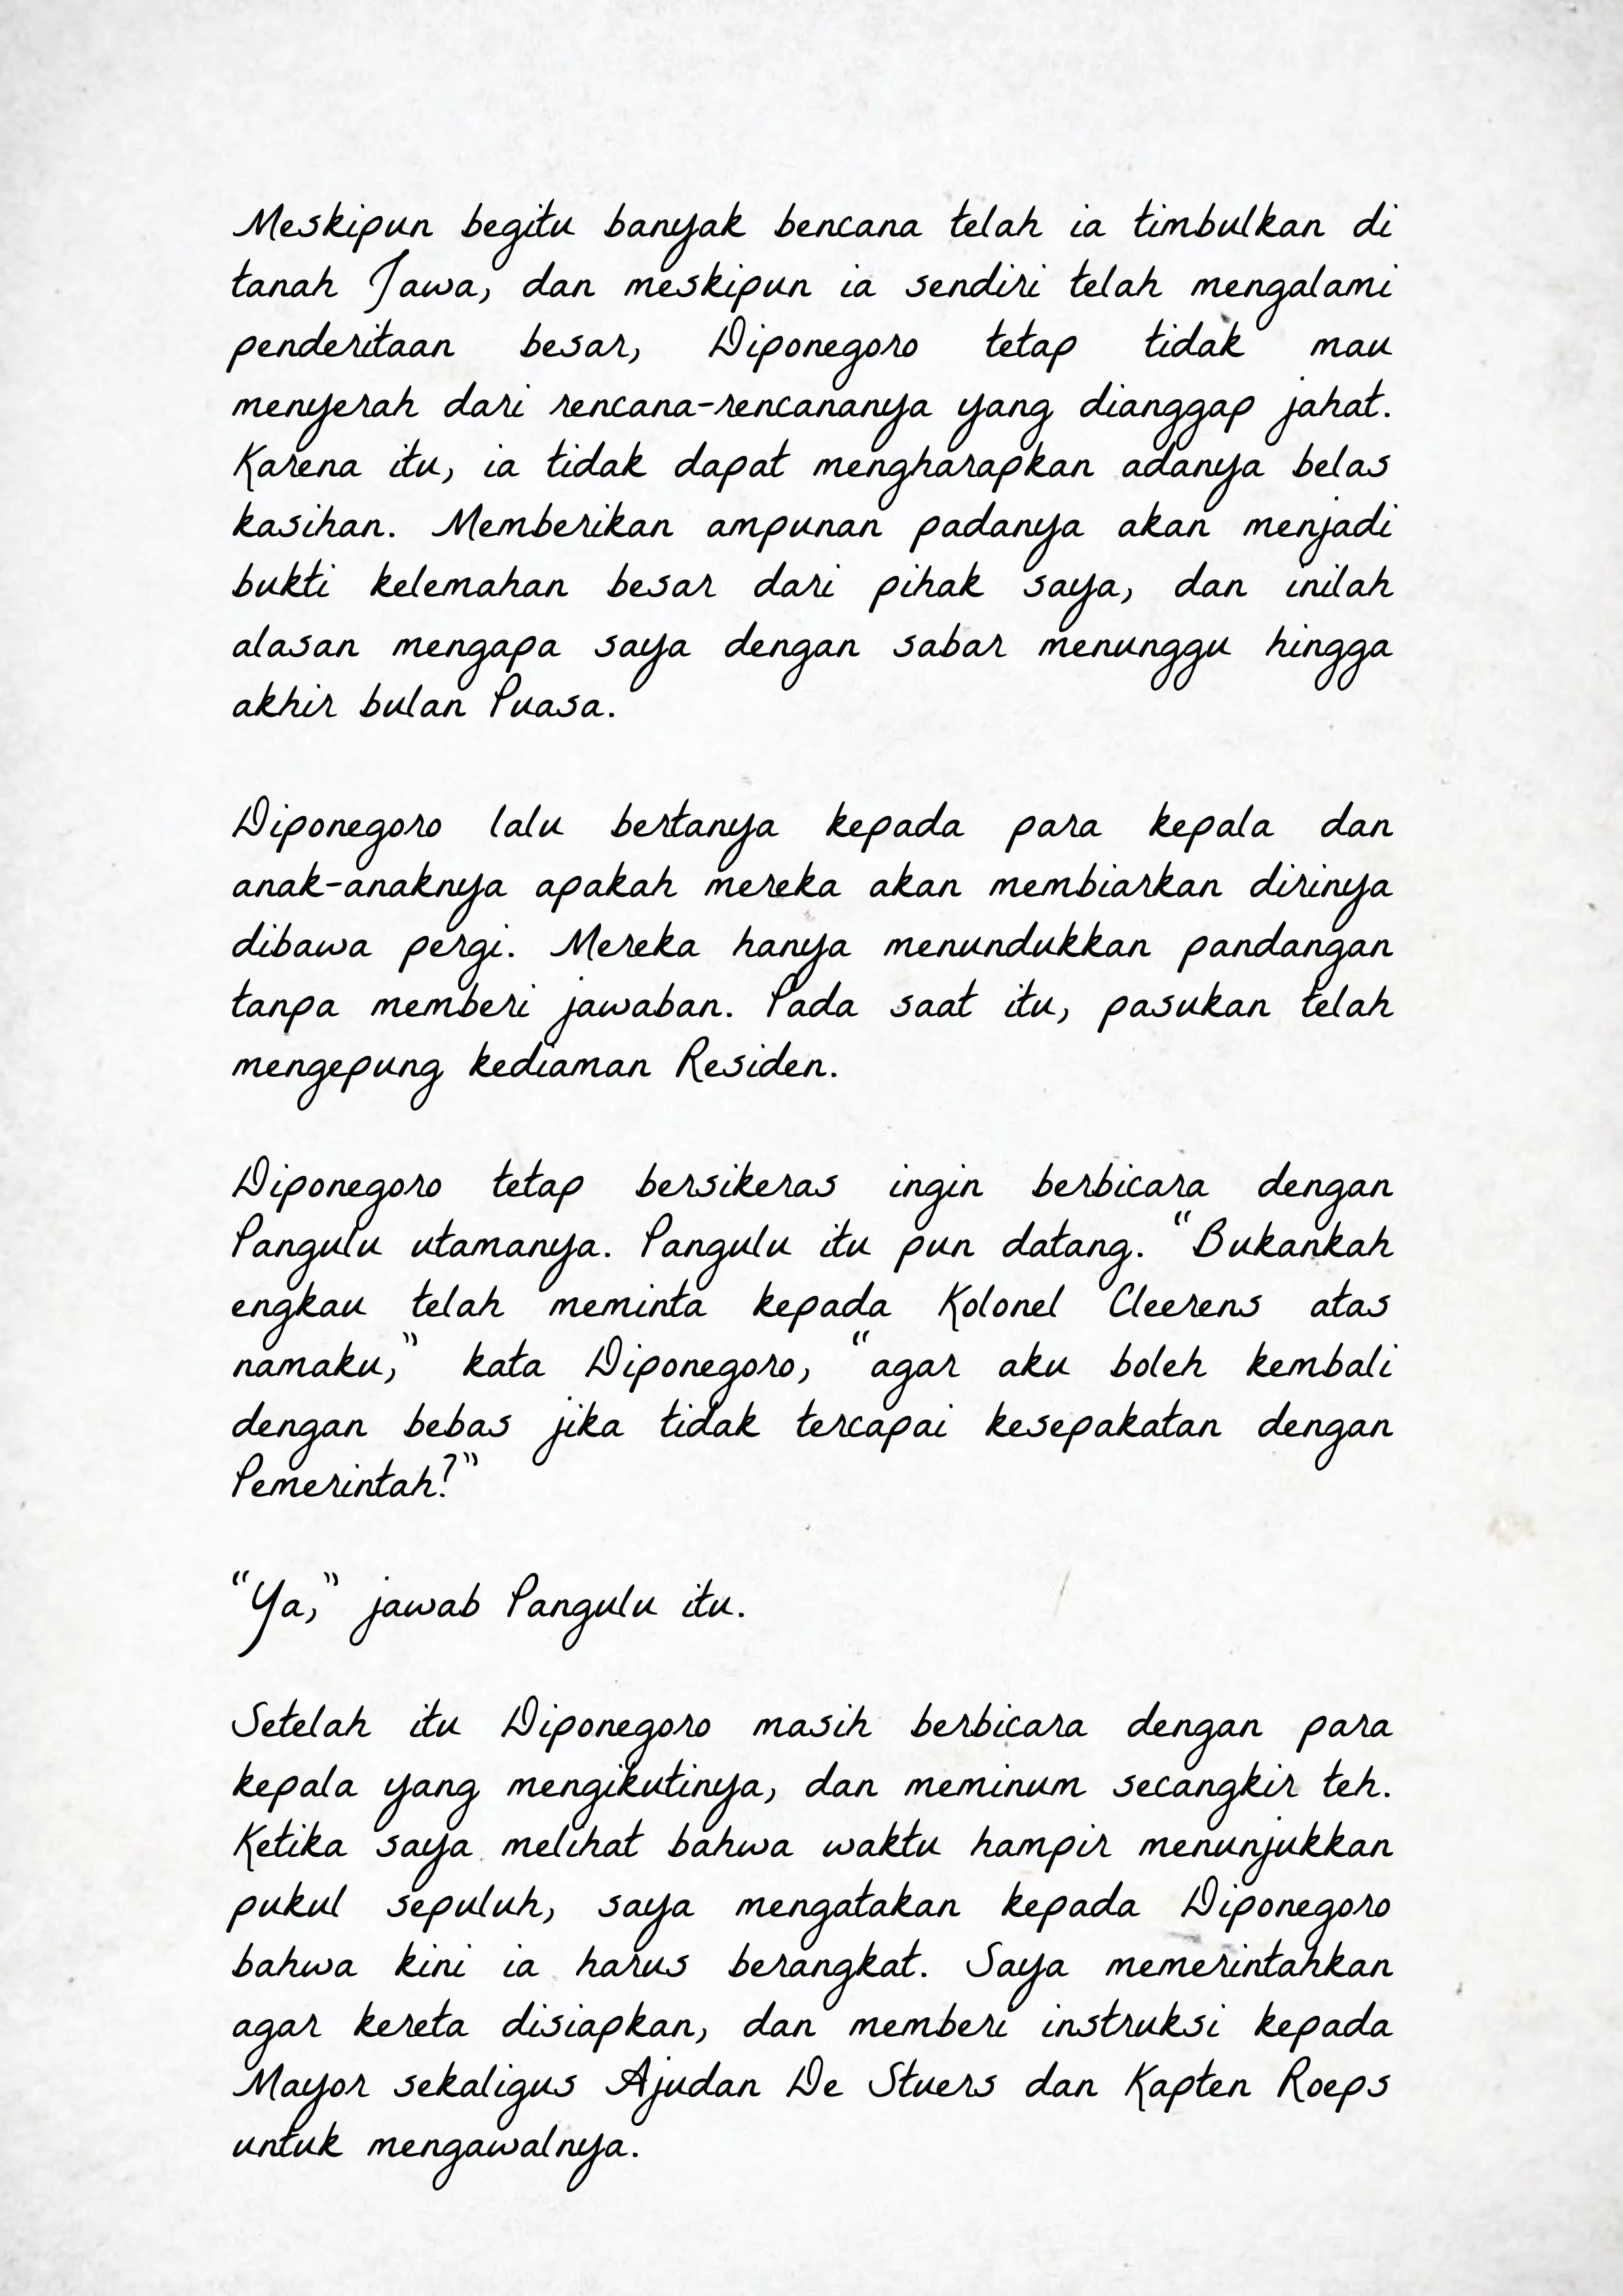 Meskipun begitu banyak bencana telah ia timbulkan di
tanah Jawa, dan meskipun ia sendiri telah mengalami
penderitaan besar, Diponegoro tetap tidak mau
menyerah dari rencana-rencananya yang dianggap jahat.
Karena itu, ia tidak dapat mengharapkan adanya belas
kasihan. Memberikan ampunan padanya akan menjadi
bukti kelemahan besar dari pihak saya, dan inilah
alasan mengapa saya dengan sabar menunggu hingga
akhir bulan Puasa.
Diponegoro lalu bertanya kepada para kepala dan
anak-anaknya apakah mereka akan membiarkan dirinya
dibawa pergi. Mereka hanya menundukkan pandangan
tanpa memberi jawaban. Pada saat itu, pasukan telah
mengepung kediaman Residen.
Diponegoro tetap bersikeras ingin berbicara dengan
Pangulu utamanya. Pangulu itu pun datang. “Bukankah
engkau telah meminta kepada Kolonel Cleerens atas
namaku,” kata Diponegoro, “agar aku boleh kembali
dengan bebas jika tidak tercapai kesepakatan dengan
Pemerintah?”
“Ya,” jawab Pangulu itu.
Setelah itu Diponegoro masih berbicara dengan para
kepala yang mengikutinya, dan meminum secangkir teh.
Ketika saya melihat bahwa waktu hampir menunjukkan
pukul sepuluh, saya mengatakan kepada Diponegoro
bahwa kini ia harus berangkat. Saya memerintahkan
agar kereta disiapkan, dan memberi instruksi kepada
Mayor sekaligus Ajudan De Stuers dan Kapten Roeps
untuk mengawalnya.